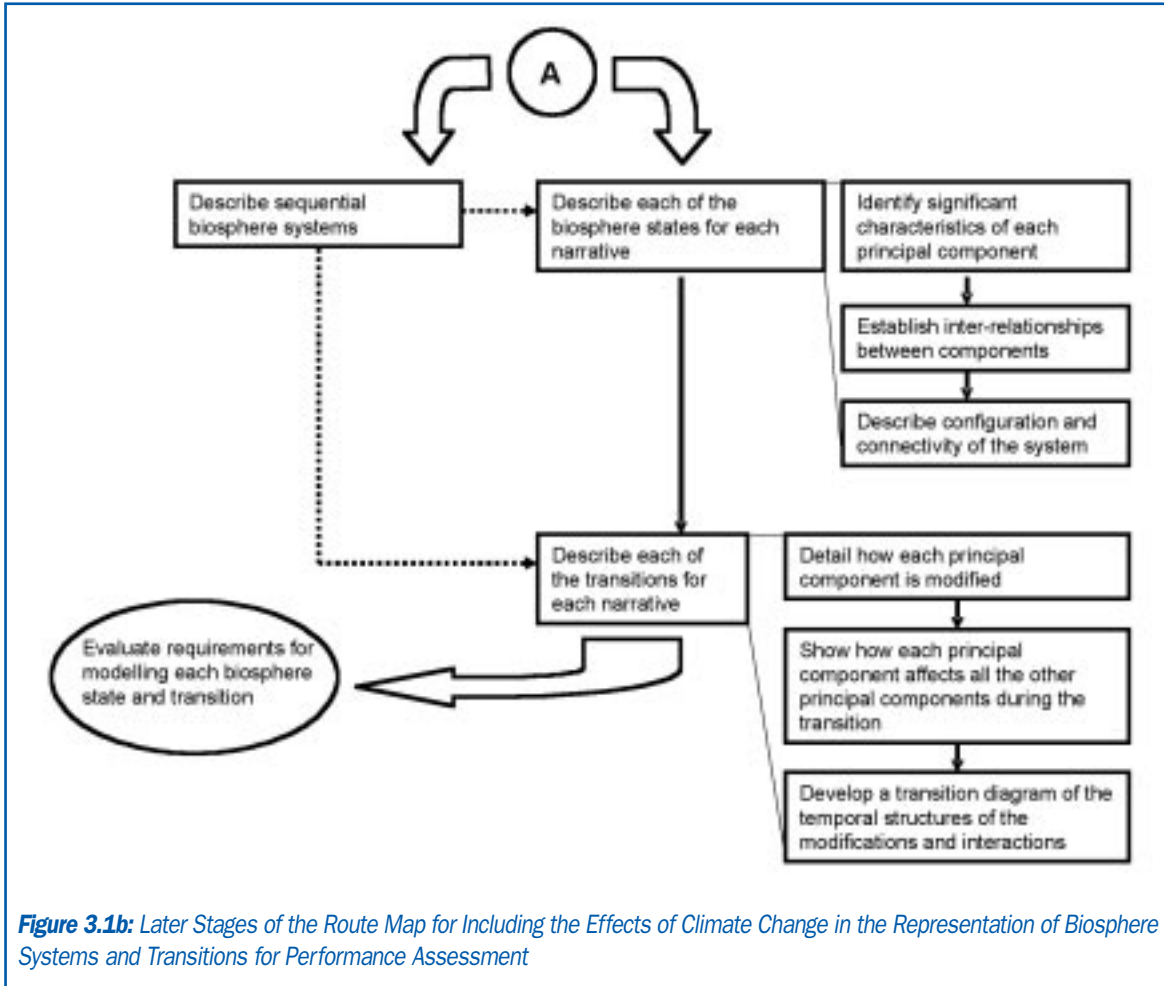 A
Describe sequential
biosphere systems
Describe each of the
biosphere states for each
narrative
Identify significant
characteristics of each
principal component
Establish inter-relationships
between components
Describe configuration and
connectivity of the system
Describe each of
the transitions for
each narrative
Detail how each principal
component is modified
Show how each principal
component affects all the other
principal components during the
transition
Develop a transition diagram of the
temporal structures of the
modifications and interactions
Evaluate requirements for
modelling each biosphere
state and transition
Figure 3.1b: Later Stages of the Route Map for Including the Effects of Climate Change in the Representation of Biosphere
Systems and Transitions for Performance Assessment